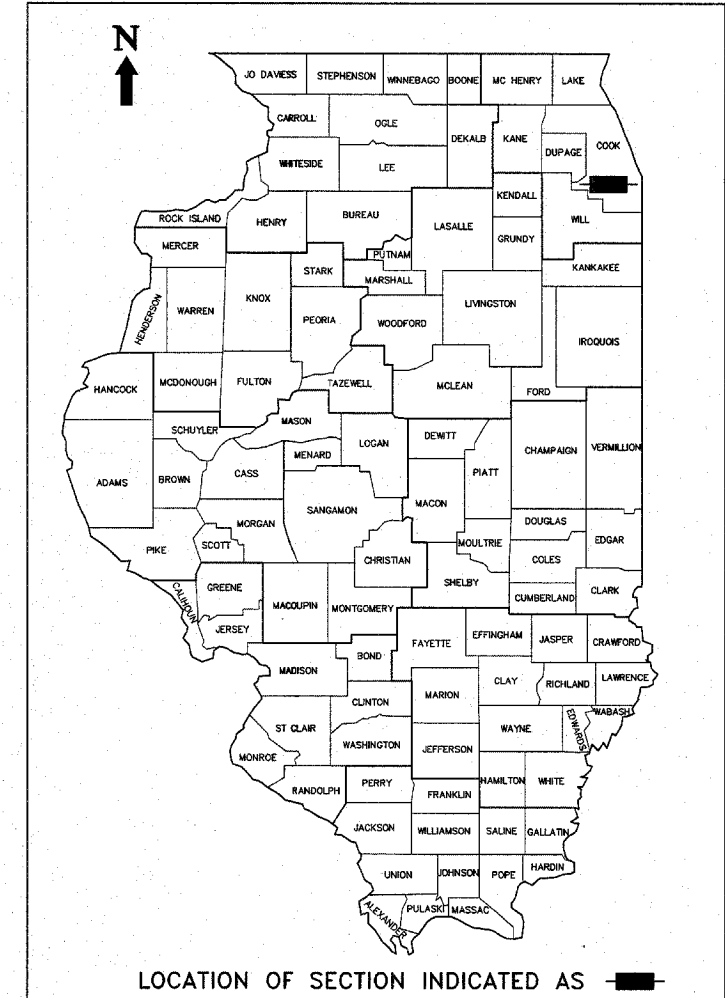 N
JO DAVIESS STEPHENSON WINNEBAGO BOONE MC HENRY LAKE
CARROLL OGLE DEKALB KANE DUPAGE COOK
WHITESIDE LEE
KENDALL
ROCK ISLAND HENRY BUREAU LASALLE WILL
MERCER PUTNAM GRUNDY
STARK MARSHALL KANKAKEE
HENDERSON WARREN KNOX PEORIA WOODFORD LIVINGSTON
IROQUOIS
HANCOCK MCDONOUGH FULTON TAZEWELL MCLEAN FORD
SCHUYLER MASON
ADAMS BROWN CASS MENARD LOGAN DEWITT PIATT CHAMPAIGN VERMILLION
SANGAMON MACON
PIKE SCOTT MORGAN DOUGLAS EDGAR
CHRISTIAN MOULTRIE COLES
CALIHOUN GREENE MACOUPIN MONTGOMERY SHELBY CUMBERLAND CLARK
JERSEY FAYETTE EFFINGHAM JASPER CRAWFORD
MADISON BOND
CLINTON MARION CLAY RICHLAND LAWRENCE
ST CLAIR WAYNE EDWARDS WABASH
MONROE WASHINGTON JEFFERSON
RANDOLPH PERRY FRANKLIN HAMILTON WHITE
JACKSON WILLIAMSON SALINE GALLATIN
UNION JOHNSON POPE HARDIN
ALEXANDER PULASKI MASSAC
LOCATION OF SECTION INDICATED AS